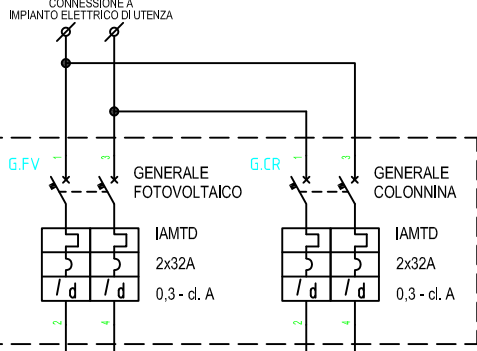 CONNESSIONE A
IMPIANTO ELETTRICO DI UTENZA
G.FV
1
3
GENERALE
FOTOVOLTAICO
IAMTD
2x32A
0,3 - cl. A
I d
I d
2
4
G.CR
1
3
GENERALE
COLONNINA
IAMTD
2x32A
0,3 - cl. A
I d
I d
2
4